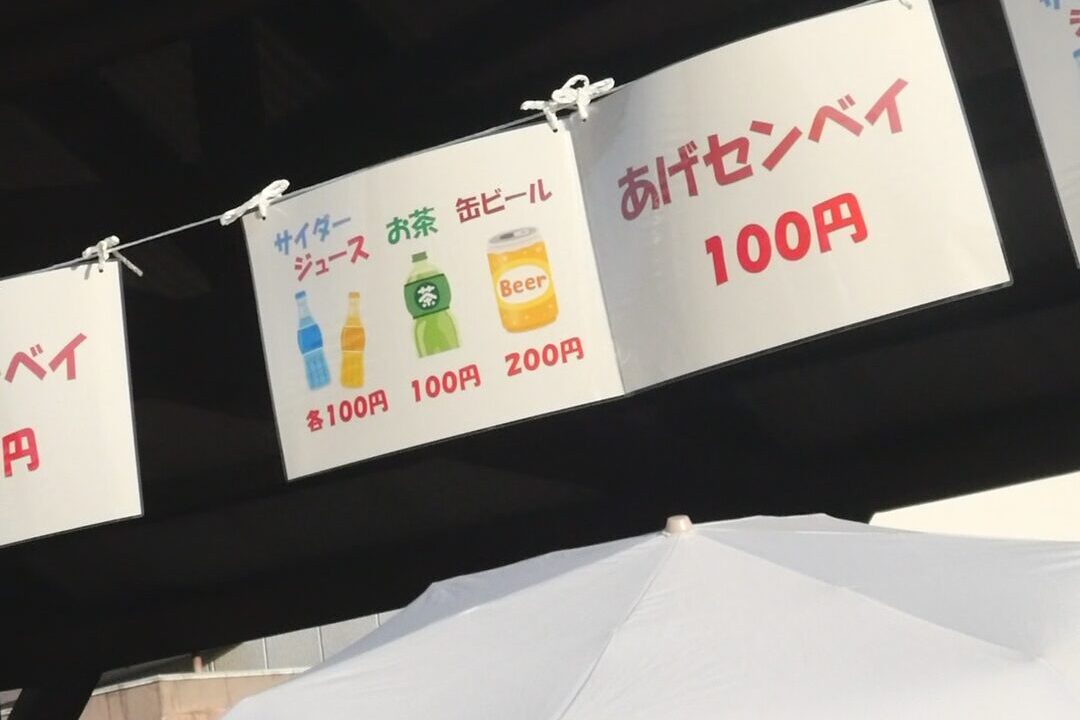 ベイ
円
サイダー
ジュース
お茶
缶ビール
茶
Beer
各100円
100円
200円
あげセンベイ
100円